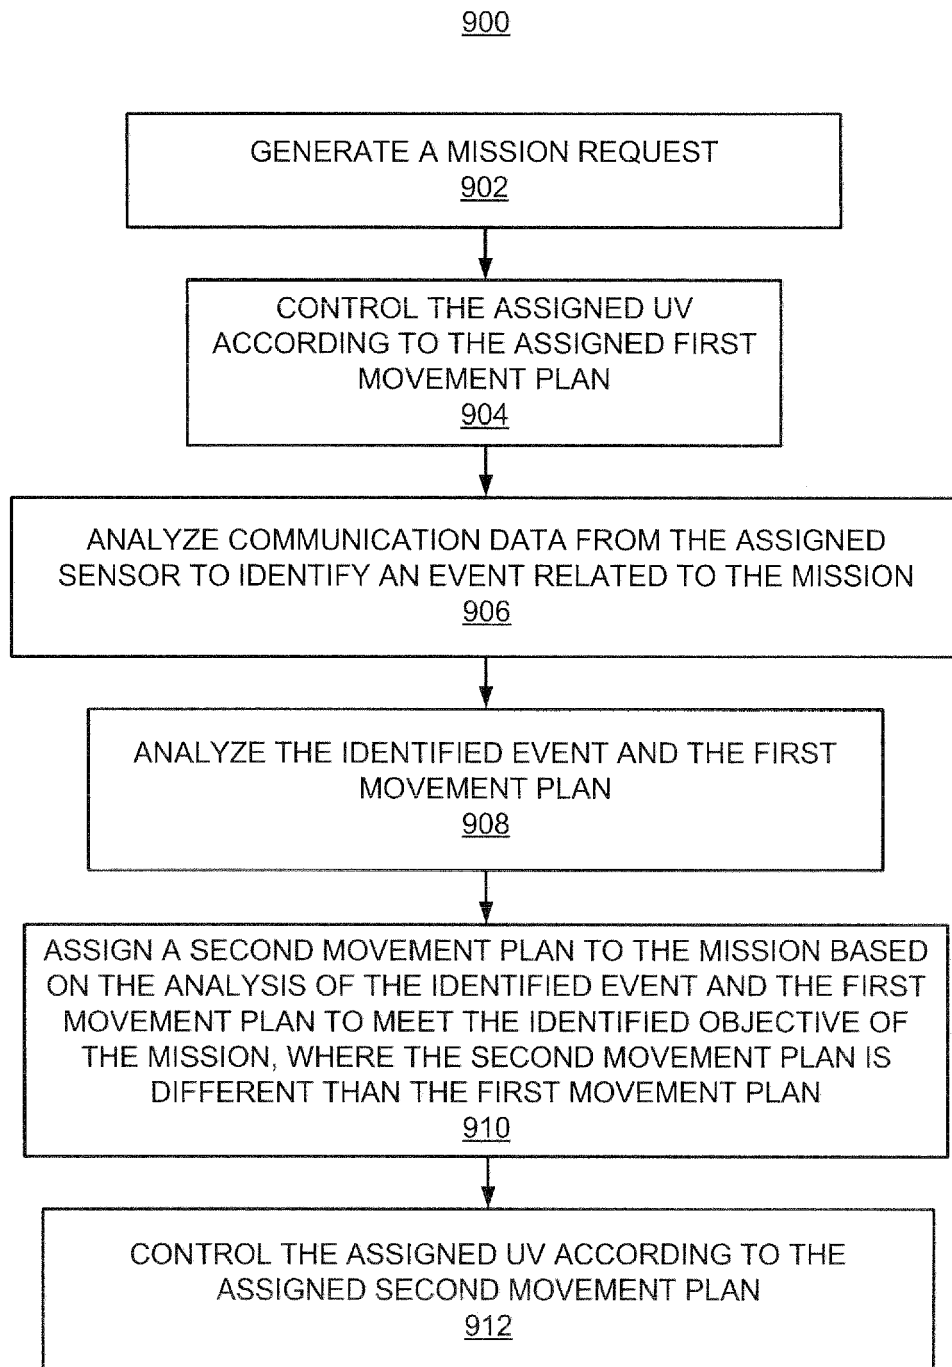 900
GENERATE A MISSION REQUEST
902
CONTROL THE ASSIGNED UV
ACCORDING TO THE ASSIGNED FIRST
MOVEMENT PLAN
904
ANALYZE COMMUNICATION DATA FROM THE ASSIGNED
SENSOR TO IDENTIFY AN EVENT RELATED TO THE MISSION
906
ANALYZE THE IDENTIFIED EVENT AND THE FIRST
MOVEMENT PLAN
908
ASSIGN A SECOND MOVEMENT PLAN TO THE MISSION BASED
ON THE ANALYSIS OF THE IDENTIFIED EVENT AND THE FIRST
MOVEMENT PLAN TO MEET THE IDENTIFIED OBJECTIVE OF
THE MISSION, WHERE THE SECOND MOVEMENT PLAN IS
DIFFERENT THAN THE FIRST MOVEMENT PLAN
910
CONTROL THE ASSIGNED UV ACCORDING TO THE
ASSIGNED SECOND MOVEMENT PLAN
912